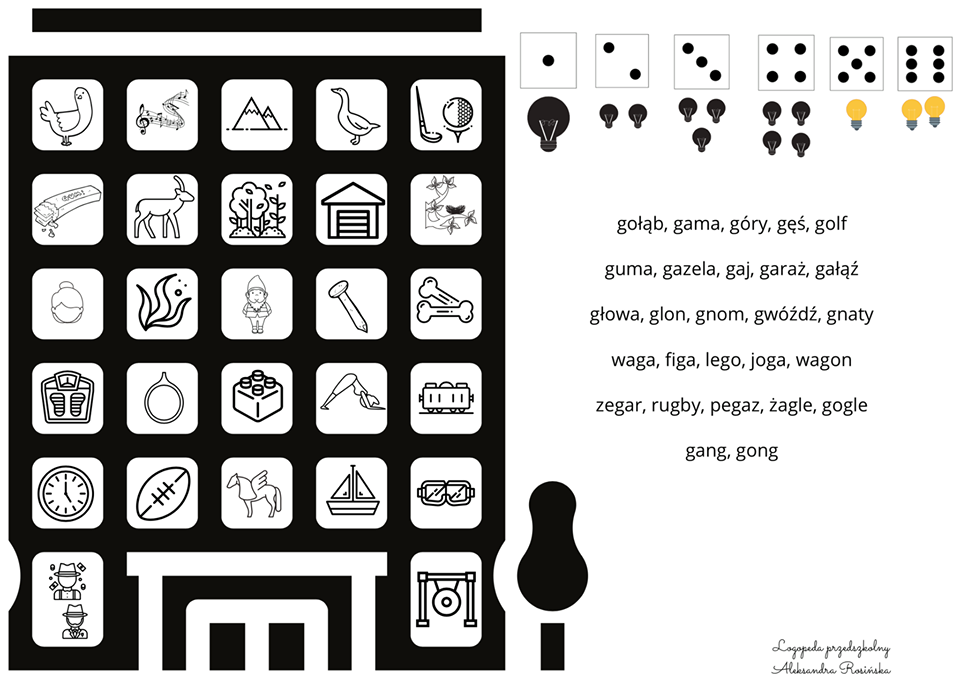 gołąb, gama, góry, gęś, golf
guma, gazela, gaj, garaż, gałąź
głowa, glon, gnom, gwóźdź, gnaty
waga, figa, lego, joga, wagon
zegar, rugby, pegaz, żagle, gogle
gang, gong
Logopeda przedszkolny
Aleksandra Rosińska